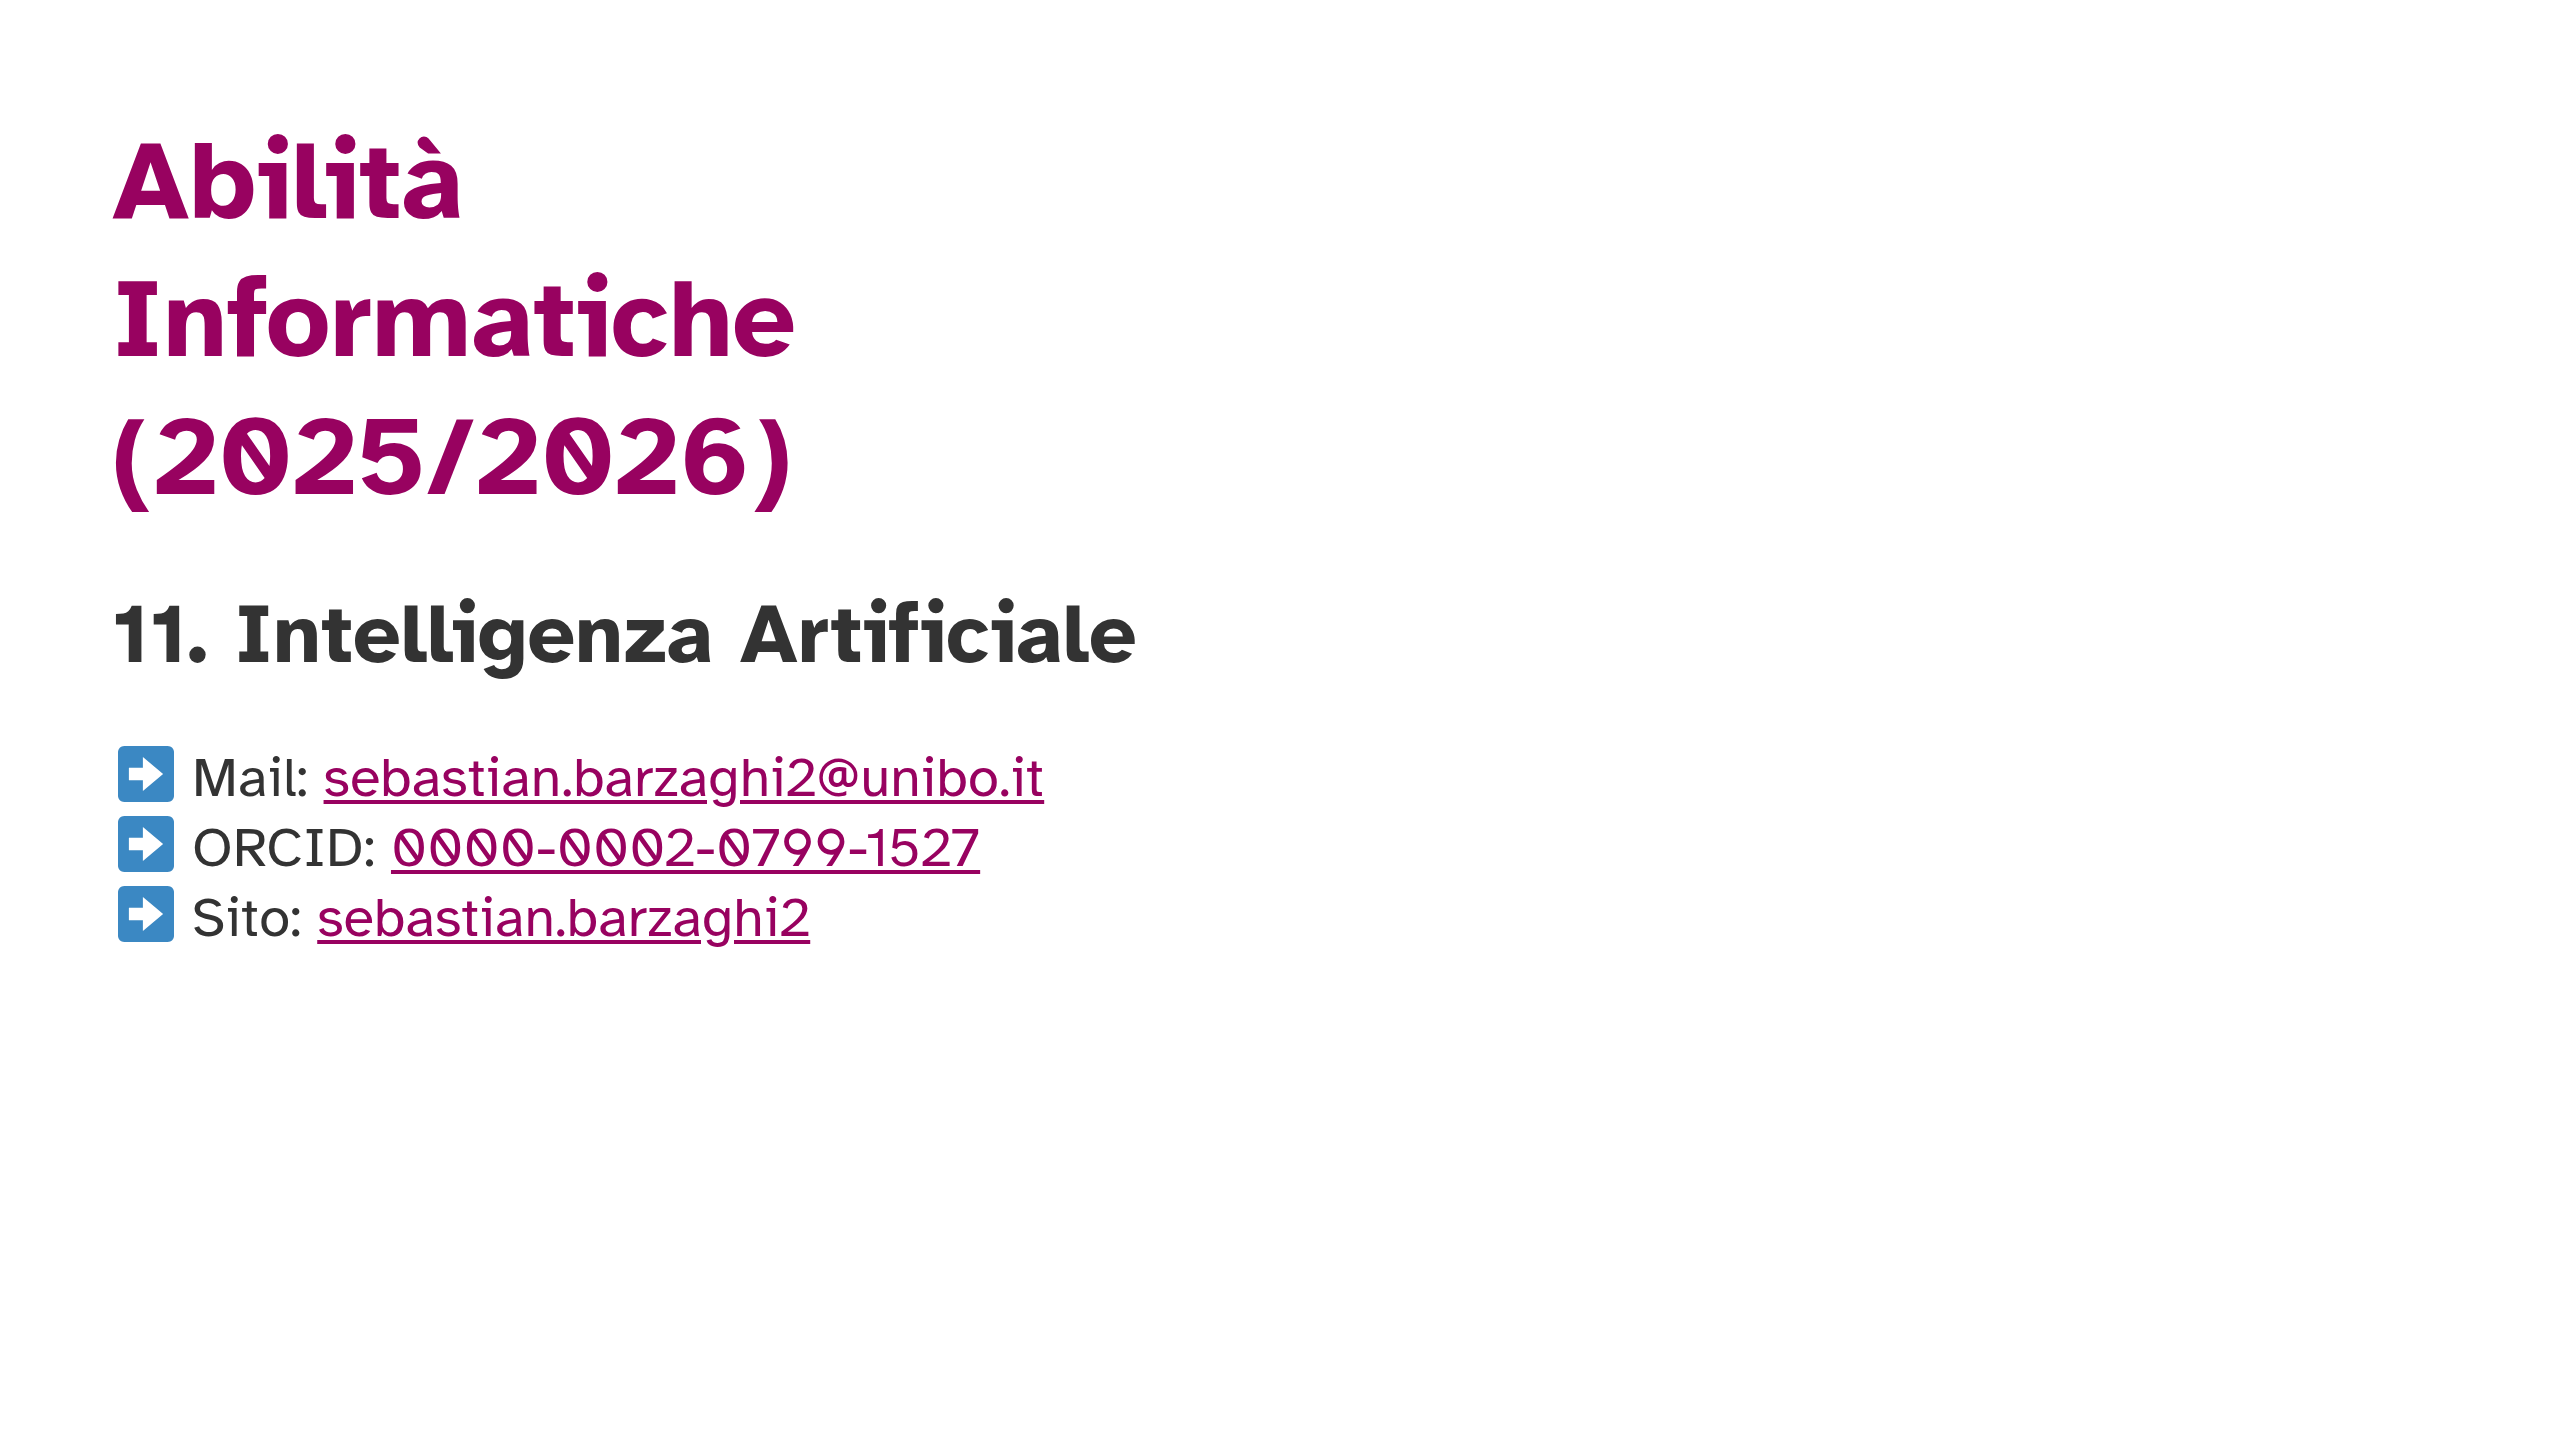 Abilità
Informatiche
(2025/2026)
11. Intelligenza Artificiale
➡️ Mail: sebastian.barzaghi2@unibo.it
➡️ ORCID: 0000-0002-0799-1527
➡️ Sito: sebastian.barzaghi2